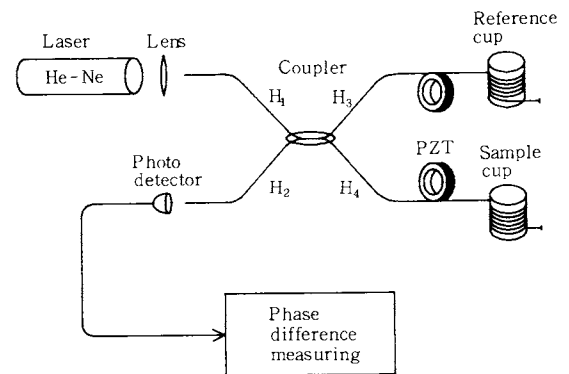 Reference
cup
Laser
Lens
He-Ne
Coupler
H₁
H₃
PZT
Photo
detector
H₂
H₄
Sample
cup
Phase
difference
measuring